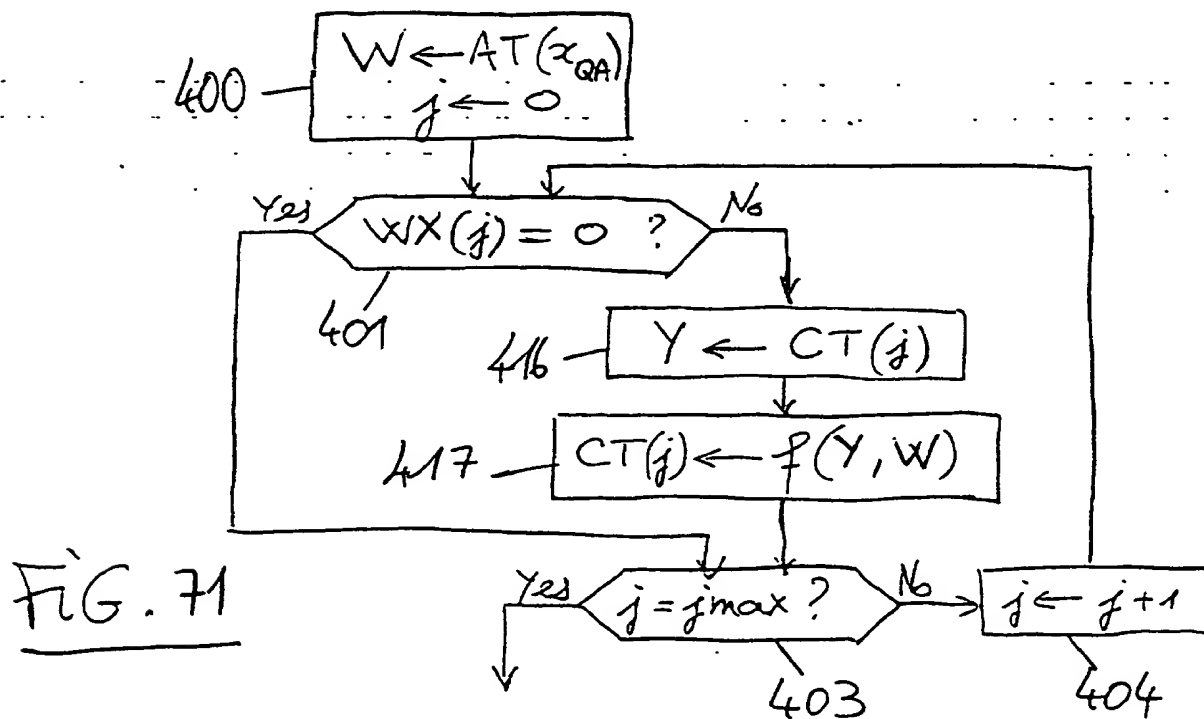 W ← AT(x_QA)
j ← 0
400
Yes
WX(j) = 0 ?
No
401
416
Y ← CT(j)
417
CT(j) ← f(Y, W)
FiG. 71
Yes
j = jmax ?
No
j ← j+1
403
404